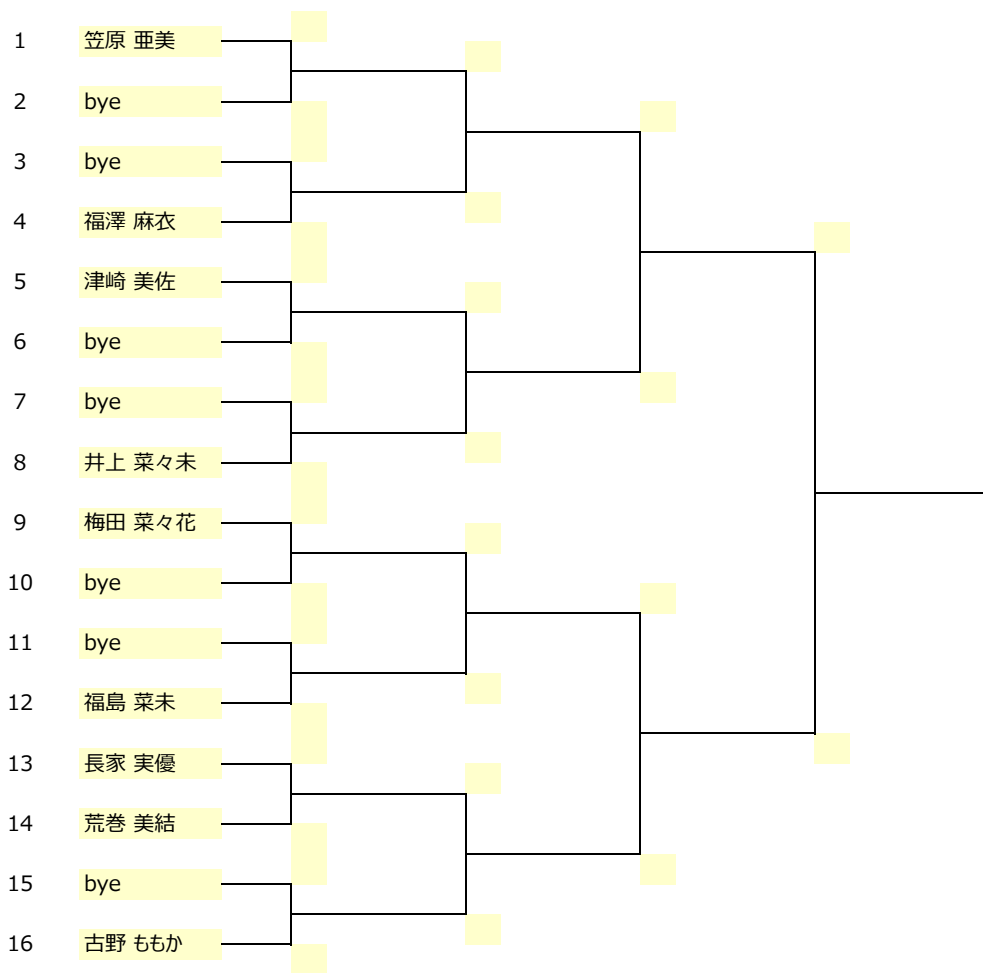 1 笠原 亜美
2 bye
3 bye
4 福澤 麻衣
5 津崎 美佐
6 bye
7 bye
8 井上 菜々未
9 梅田 菜々花
10 bye
11 bye
12 福島 菜未
13 長家 実優
14 荒巻 美結
15 bye
16 古野 ももか